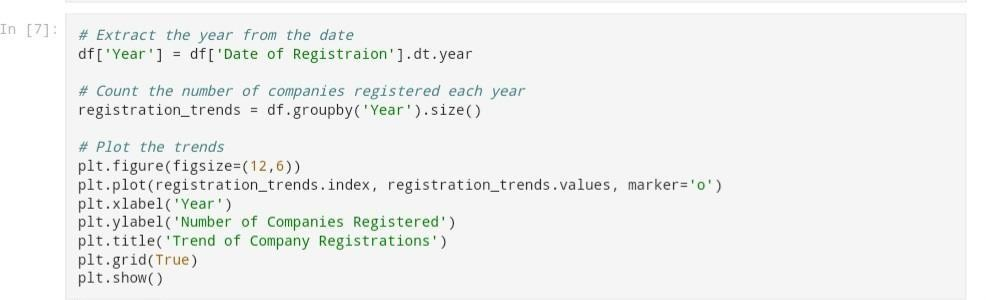 In [7]:
# Extract the year from the date
df['Year'] = df['Date of Registraion'].dt.year
# Count the number of companies registered each year
registration_trends = df.groupby('Year').size()
# Plot the trends
plt.figure(figsize=(12,6))
plt.plot(registration_trends.index, registration_trends.values, marker='o')
plt.xlabel('Year')
plt.ylabel('Number of Companies Registered')
plt.title('Trend of Company Registrations')
plt.grid(True)
plt.show()